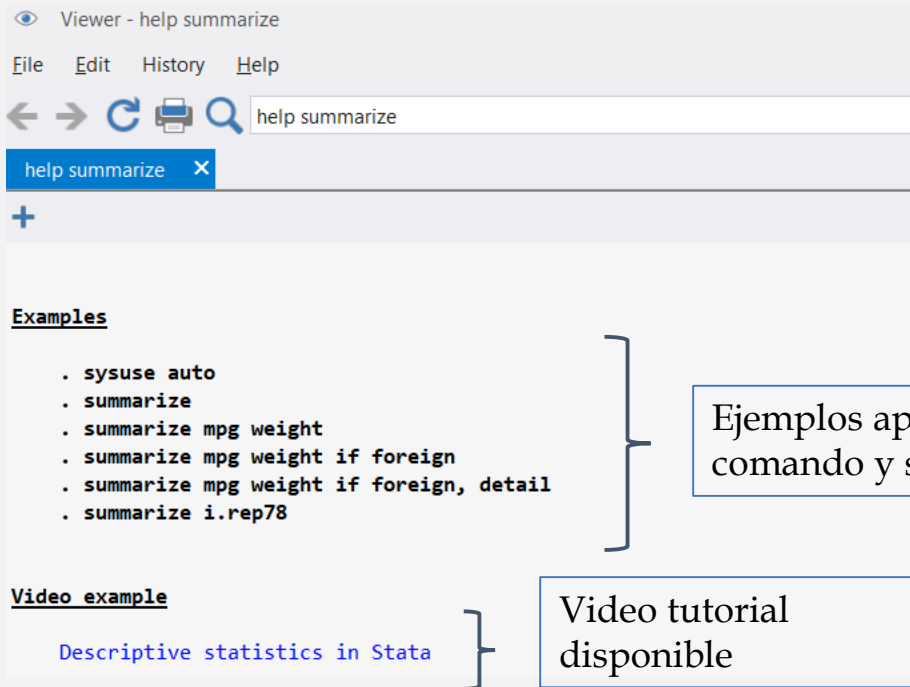 Viewer - help summarize
File Edit History Help
help summarize
help summarize
Examples
. sysuse auto
. summarize
. summarize mpg weight
. summarize mpg weight if foreign
. summarize mpg weight if foreign, detail
. summarize i.rep78
Ejemplos
comando y
Video example
Descriptive statistics in Stata
Video tutorial
disponible